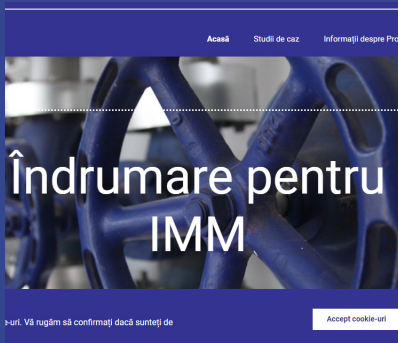 Acasă Studii de caz Informații despre Pro
Îndrumare pentru
IMM
e-uri. Vă rugăm să confirmați dacă sunteți de
Accept cookie-uri